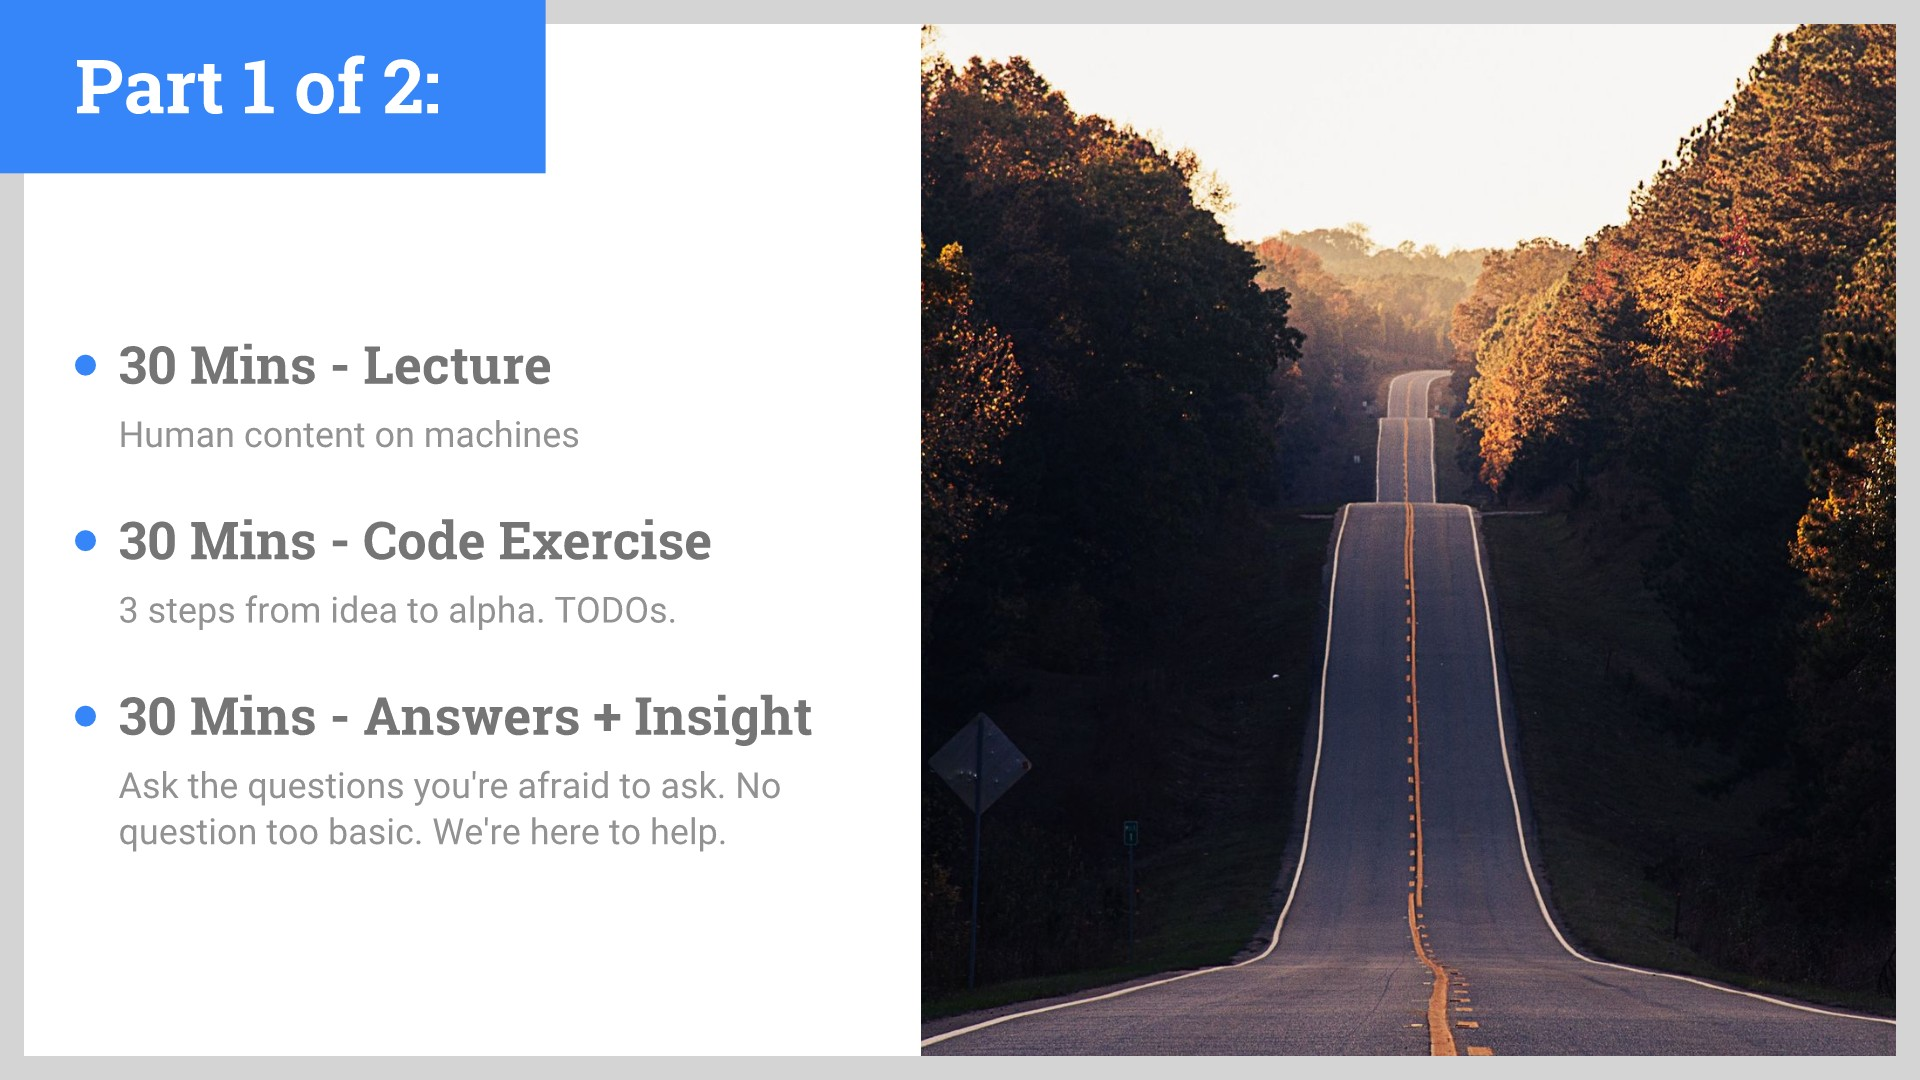 Part 1 of 2:
30 Mins - Lecture
Human content on machines
30 Mins - Code Exercise
3 steps from idea to alpha. TODOs.
30 Mins - Answers + Insight
Ask the questions you're afraid to ask. No
question too basic. We're here to help.